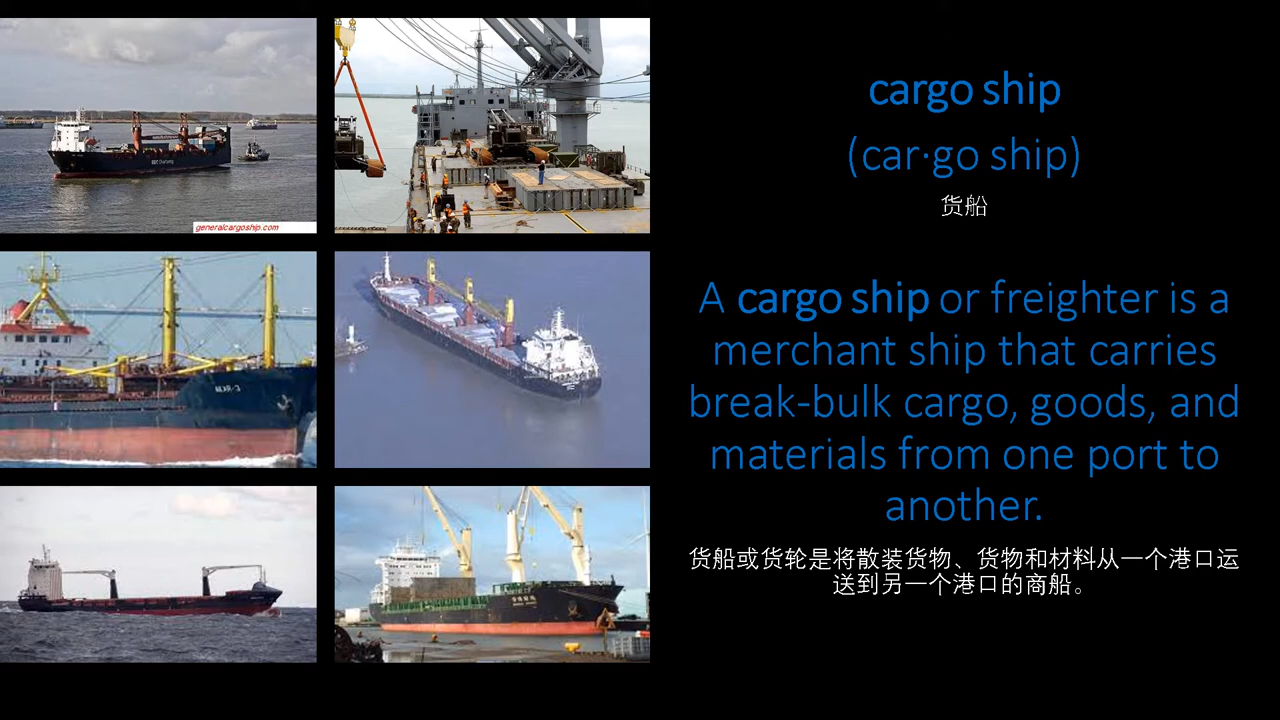 cargo ship
(car·go ship)
货船
A cargo ship or freighter is a
merchant ship that carries
break-bulk cargo, goods, and
materials from one port to
another.
货船或货轮是将散装货物、货物和材料从一个港口运
送到另一个港口的商船。
generalcargoship.com